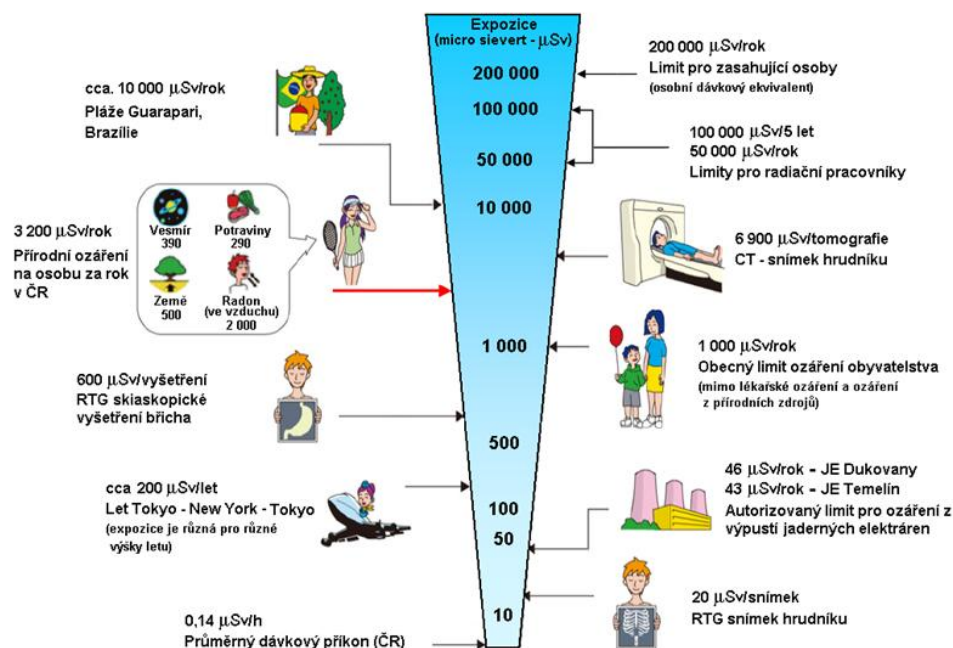 Expozice
(micro sievert - µSv)
200 000
100 000
50 000
10 000
1 000
500
100
50
10
cca. 10 000 µSv/rok
Pláže Guarapari,
Brazílie
3 200 µSv/rok
Přírodní ozáření
na osobu za rok
v ČR
Vesmír
390
Potraviny
290
Země
500
Radon
(ve vzduchu)
2 000
600 µSv/vyšetření
RTG skiaskopické
vyšetření břicha
cca 200 µSv/let
Let Tokyo - New York - Tokyo
(expozice je různá pro různé
výšky letu)
0,14 µSv/h
Průměrný dávkový příkon (ČR)
200 000 µSv/rok
Limit pro zasahující osoby
(osobní dávkový ekvivalent)
100 000 µSv/5 let
50 000 µSv/rok
Limity pro radiační pracovníky
6 900 µSv/tomografie
CT - snímek hrudníku
1 000 µSv/rok
Obecný limit ozáření obyvatelstva
(mimo lékařské ozáření a ozáření
z přírodních zdrojů)
46 µSv/rok - JE Dukovany
43 µSv/rok - JE Temelín
Autorizovaný limit pro ozáření z
výpustí jaderných elektráren
20 µSv/snímek
RTG snímek hrudníku